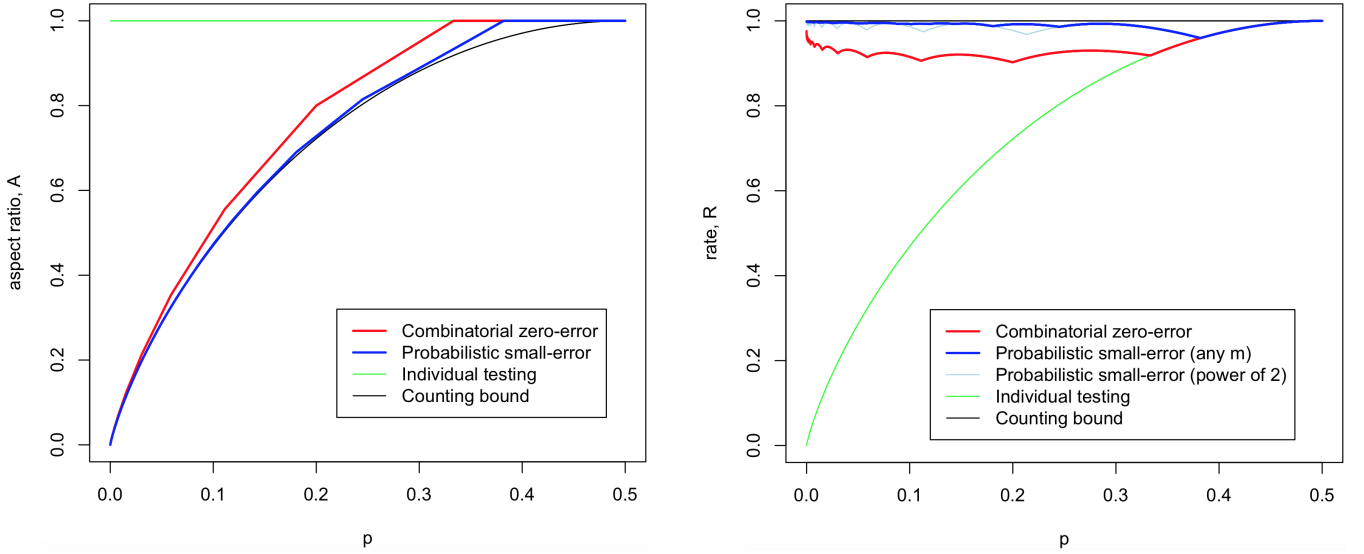 aspect ratio, A
1.0
0.8
0.6
0.4
0.2
0.0
Combinatorial zero-error
Probabilistic small-error
Individual testing
Counting bound
0.0 0.1 0.2 0.3 0.4 0.5
p
rate, R
1.0
0.8
0.6
0.4
0.2
0.0
Combinatorial zero-error
Probabilistic small-error (any m)
Probabilistic small-error (power of 2)
Individual testing
Counting bound
0.0 0.1 0.2 0.3 0.4 0.5
p